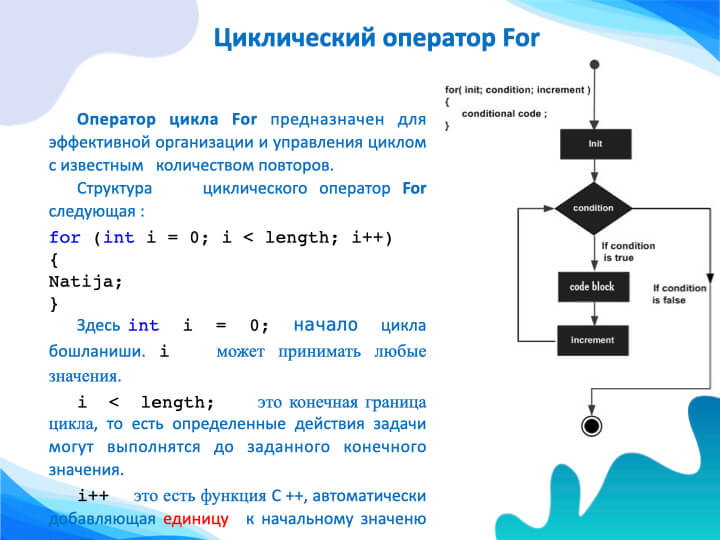 Циклический оператор For
Оператор цикла For предназначен для
эффективной организации и управления циклом
с известным количеством повторов.
Структура циклического оператор For
следующая :
for (int i = 0; i < length; i++)
{
Natija;
}
Здесь int i = 0; начало цикла
бошланиши. i может принимать любые
значения.
i < length; это конечная граница
цикла, то есть определенные действия задачи
могут выполнятся до заданного конечного
значения.
i++ это есть функция С ++, автоматически
добавляющая единицу к начальному значеню
for( init; condition; increment )
{
conditional code ;
}
Init
condition
If condition
is true
code block
If condition
is false
increment